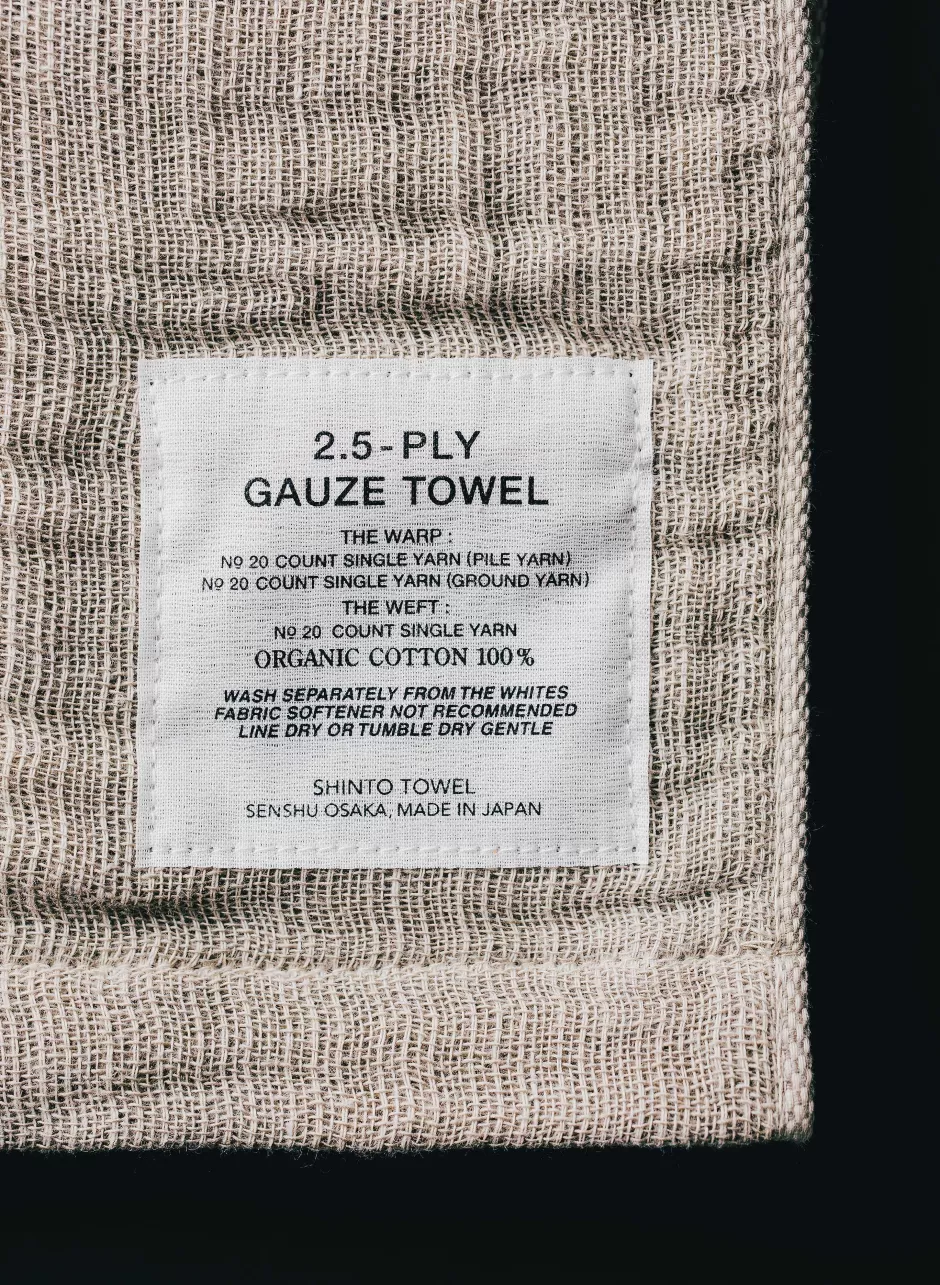 2.5-PLY
GAUZE TOWEL
THE WARP :
Nº 20 COUNT SINGLE YARN (PILE YARN)
Nº 20 COUNT SINGLE YARN (GROUND YARN)
THE WEFT :
Nº 20 COUNT SINGLE YARN
ORGANIC COTTON 100%
WASH SEPARATELY FROM THE WHITES
FABRIC SOFTENER NOT RECOMMENDED
LINE DRY OR TUMBLE DRY GENTLE
SHINTO TOWEL
SENSHU OSAKA, MADE IN JAPAN